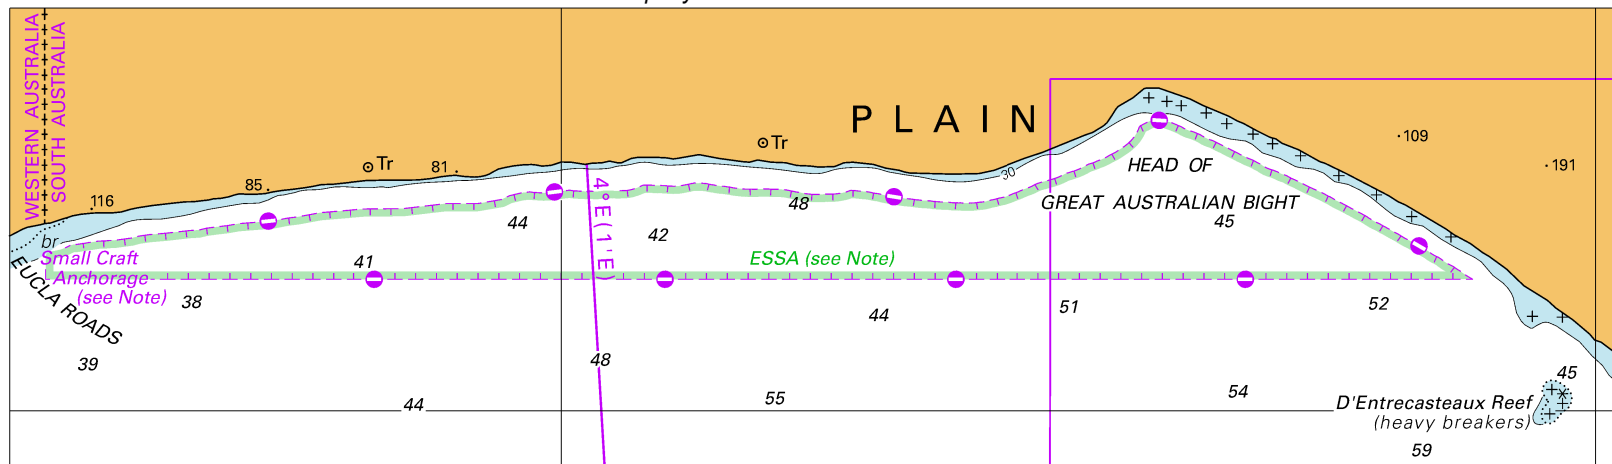 WESTERN AUSTRALIA
SOUTH AUSTRALIA
PLAIN
Tr
Tr
109
191
81
85
116
30
HEAD OF
GREAT AUSTRALIAN BIGHT
4°E(1'E)
44
48
45
42
br
Small Craft
Anchorage
(see Note)
EUCLA ROADS
41
ESSA (see Note)
38
44
51
52
39
48
45
44
55
54
D'Entrecasteaux Reef
(heavy breakers)
59